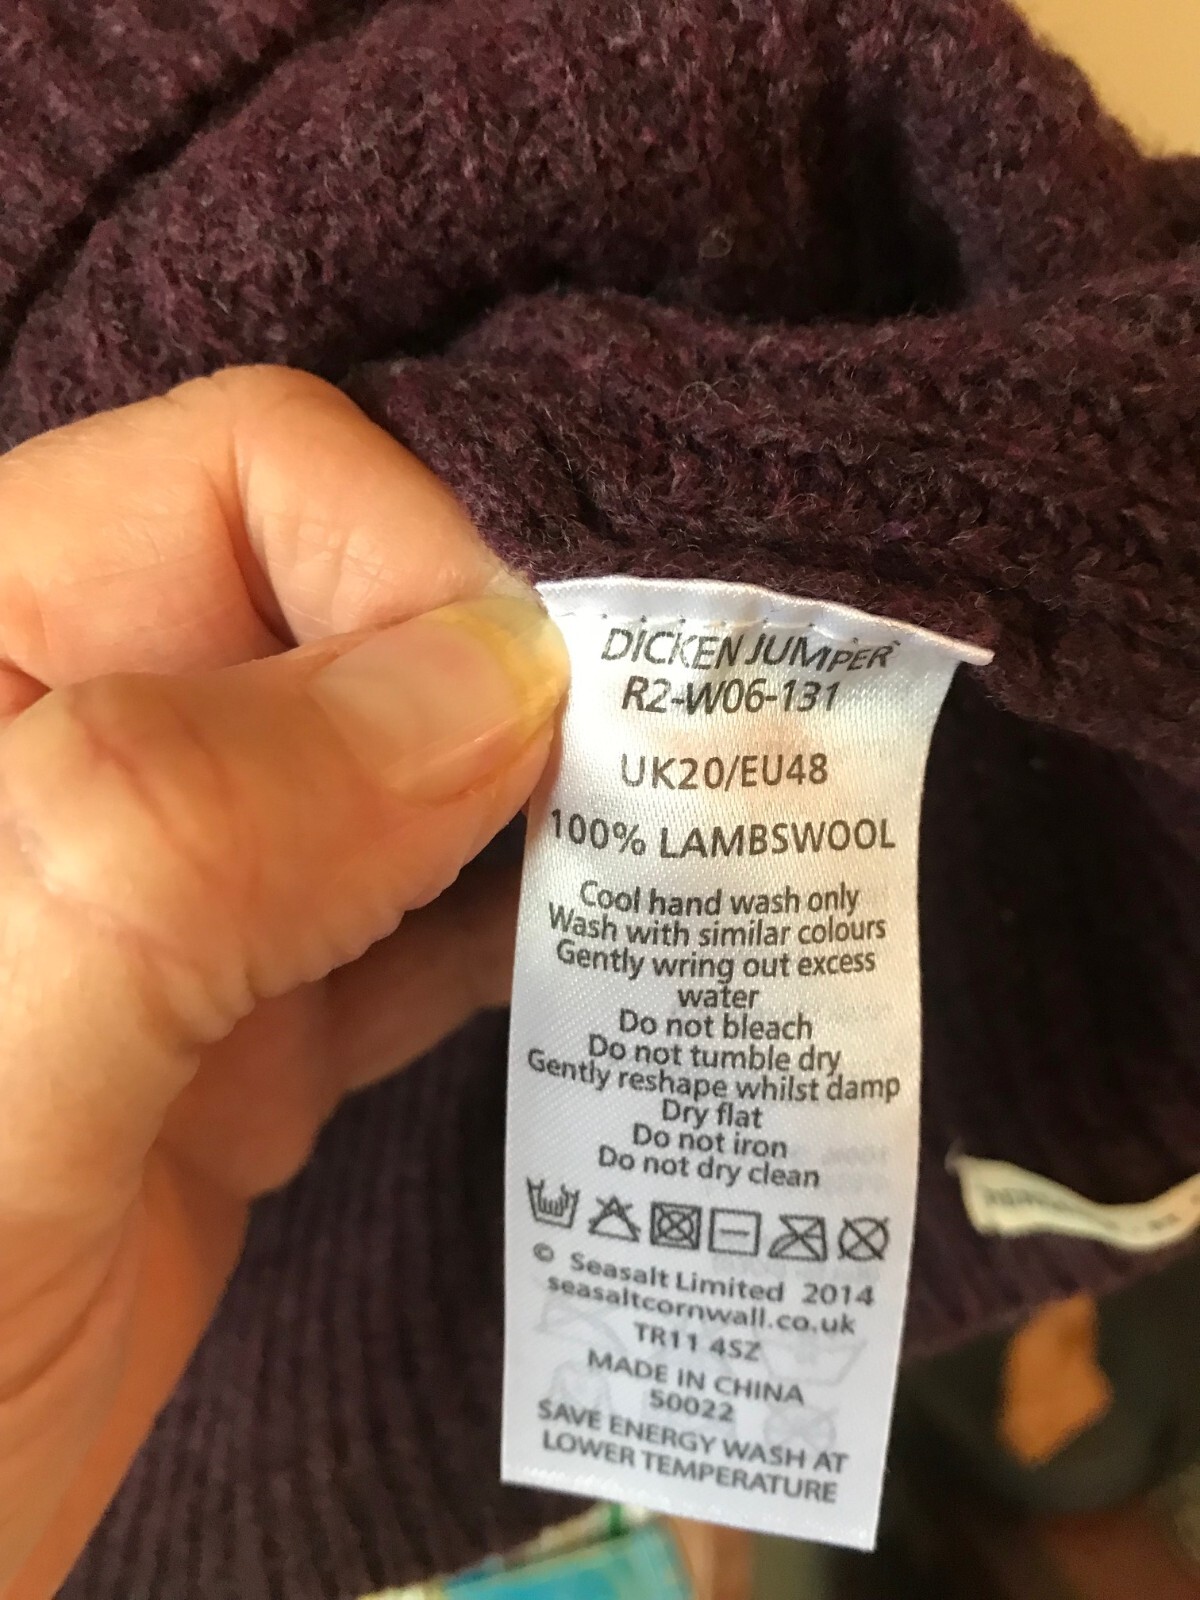 DICKEN JUMPER
R2-W06-131
UK20/EU48
100% LAMBSWOOL
Cool hand wash only
Wash with similar colours
Gently wring out excess
water
Do not bleach
Do not tumble dry
Gently reshape whilst damp
Dry flat
Do not iron
Do not dry clean
© Seasalt Limited 2014
seasaltcornwall.co.uk
TR11 4SZ
MADE IN CHINA
50022
SAVE ENERGY WASH AT
LOWER TEMPERATURE